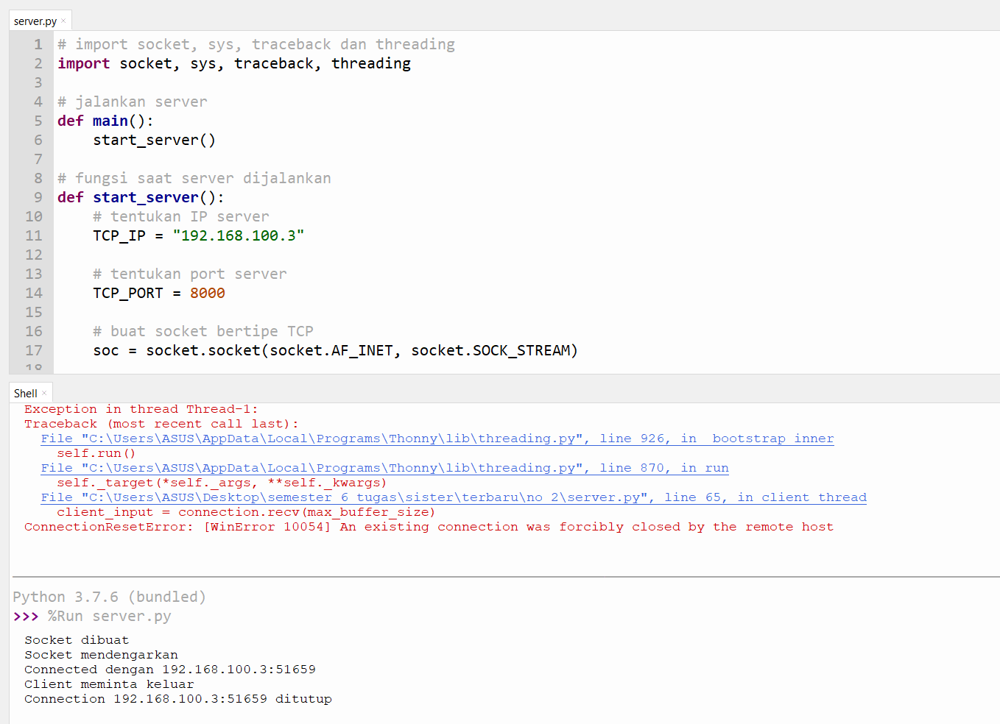 server.py ×
1 # import socket, sys, traceback dan threading
2 import socket, sys, traceback, threading
3
4 # jalankan server
5 def main():
6     start_server()
7
8 # fungsi saat server dijalankan
9 def start_server():
10     # tentukan IP server
11     TCP_IP = "192.168.100.3"
12
13     # tentukan port server
14     TCP_PORT = 8000
15
16     # buat socket bertipe TCP
17     soc = socket.socket(socket.AF_INET, socket.SOCK_STREAM)
18
Shell ×
Exception in thread Thread-1:
Traceback (most recent call last):
  File "C:\Users\ASUS\AppData\Local\Programs\Thonny\lib\threading.py", line 926, in _bootstrap_inner
    self.run()
  File "C:\Users\ASUS\AppData\Local\Programs\Thonny\lib\threading.py", line 870, in run
    self._target(*self._args, **self._kwargs)
  File "C:\Users\ASUS\Desktop\semester 6 tugas\sister\terbaru\no 2\server.py", line 65, in client_thread
    client_input = connection.recv(max_buffer_size)
ConnectionResetError: [WinError 10054] An existing connection was forcibly closed by the remote host
Python 3.7.6 (bundled)
>>> %Run server.py
Socket dibuat
Socket mendengarkan
Connected dengan 192.168.100.3:51659
Client meminta keluar
Connection 192.168.100.3:51659 ditutup